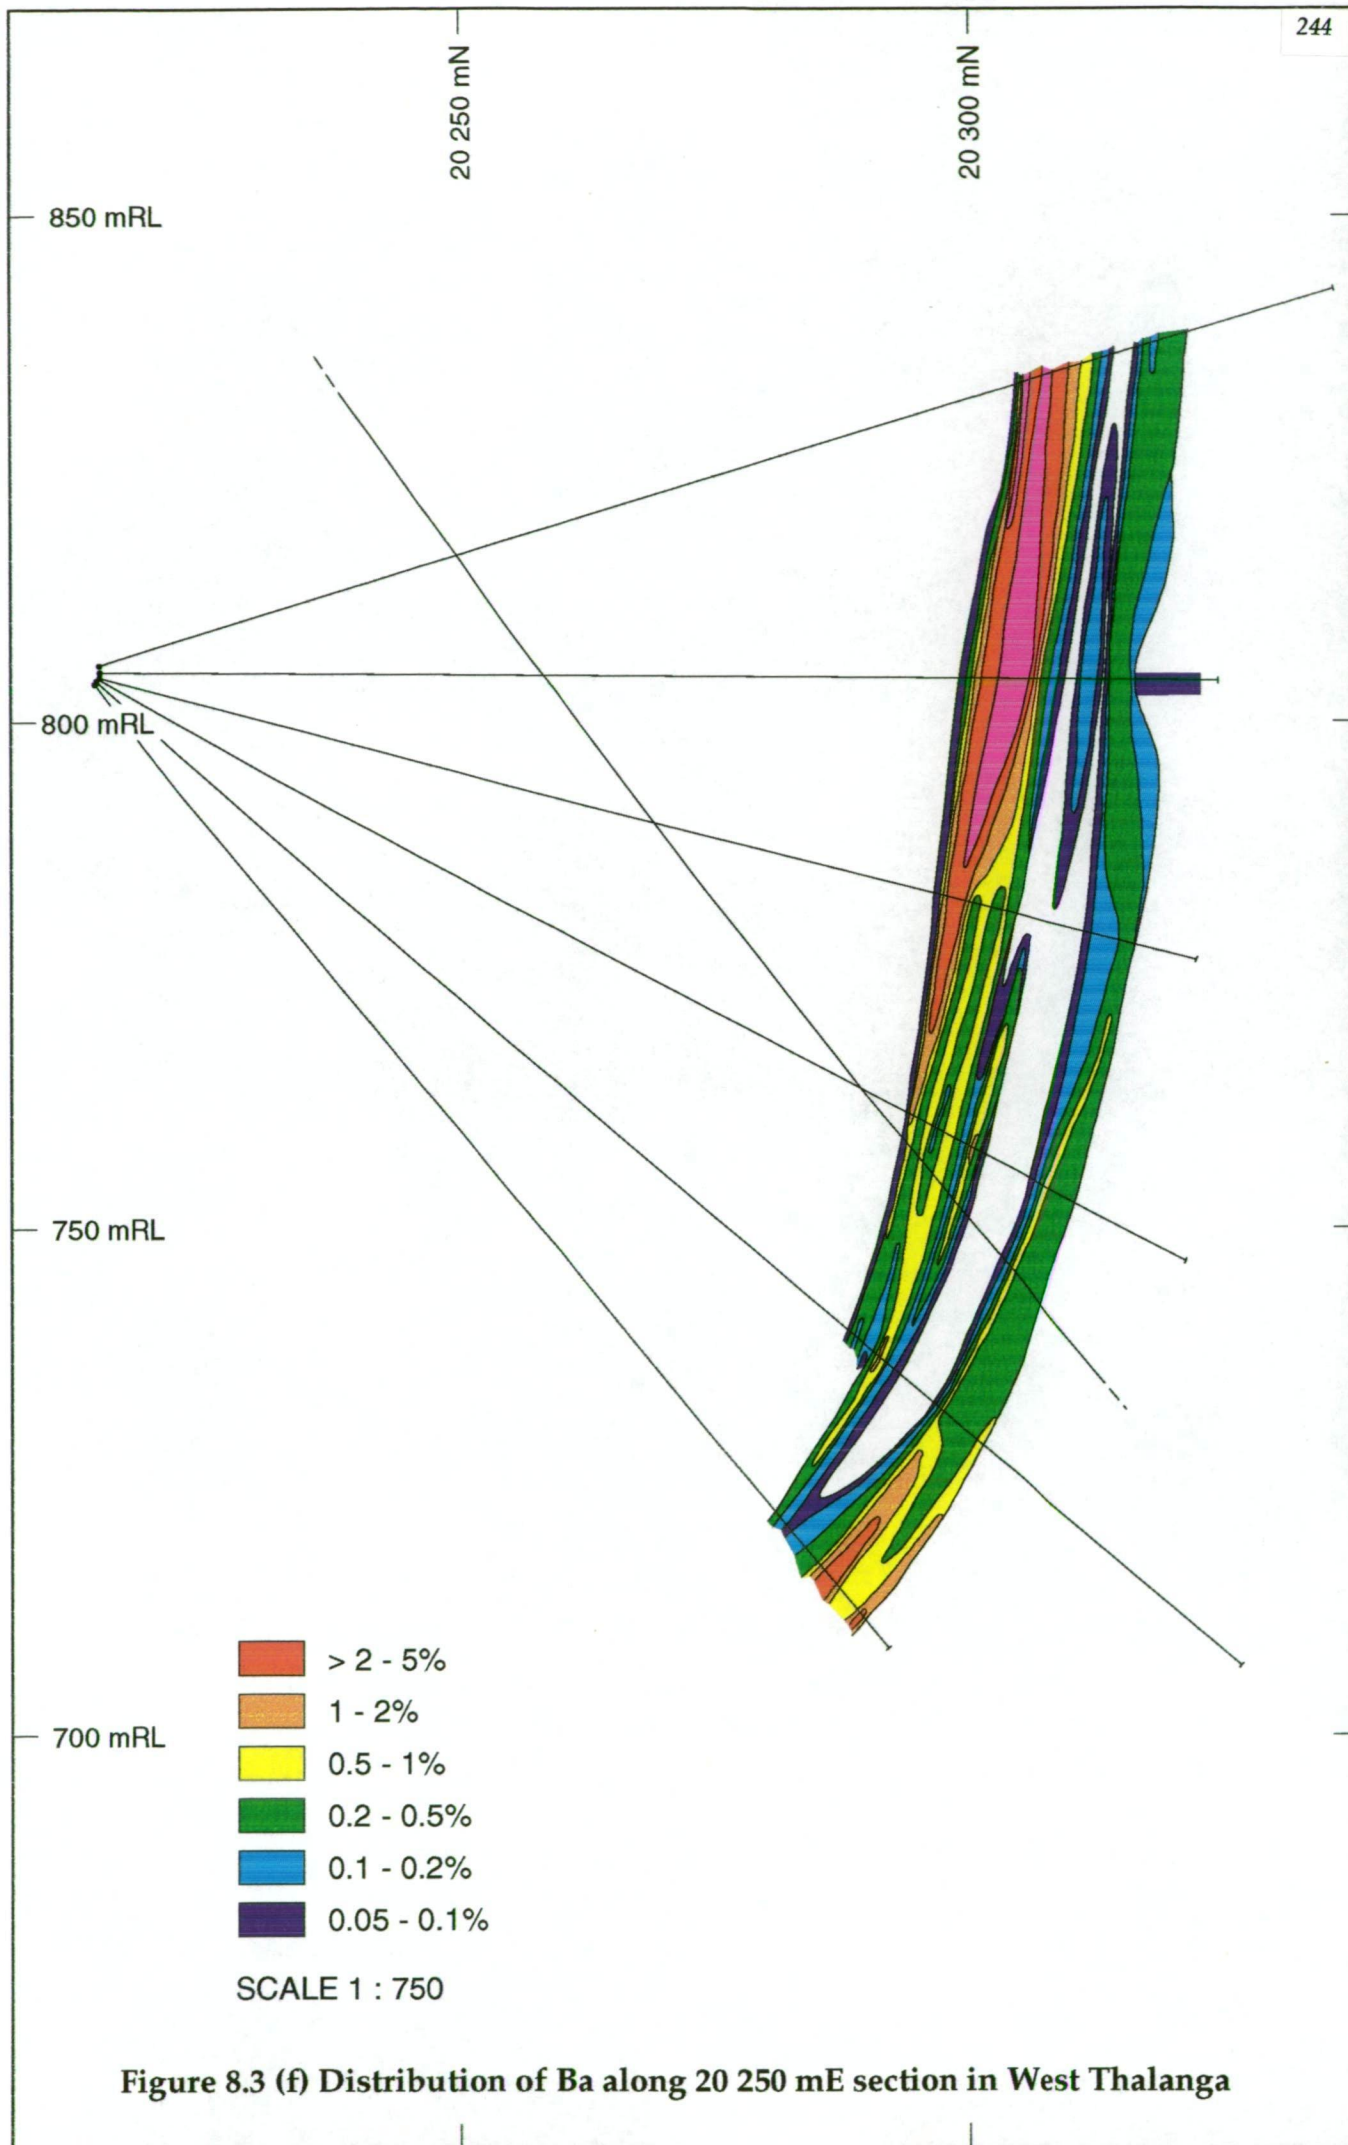 244
20 250 mN
20 300 mN
850 mRL
800 mRL
750 mRL
700 mRL
> 2 - 5%
1 - 2%
0.5 - 1%
0.2 - 0.5%
0.1 - 0.2%
0.05 - 0.1%
SCALE 1 : 750
Figure 8.3 (f) Distribution of Ba along 20 250 mE section in West Thalanga